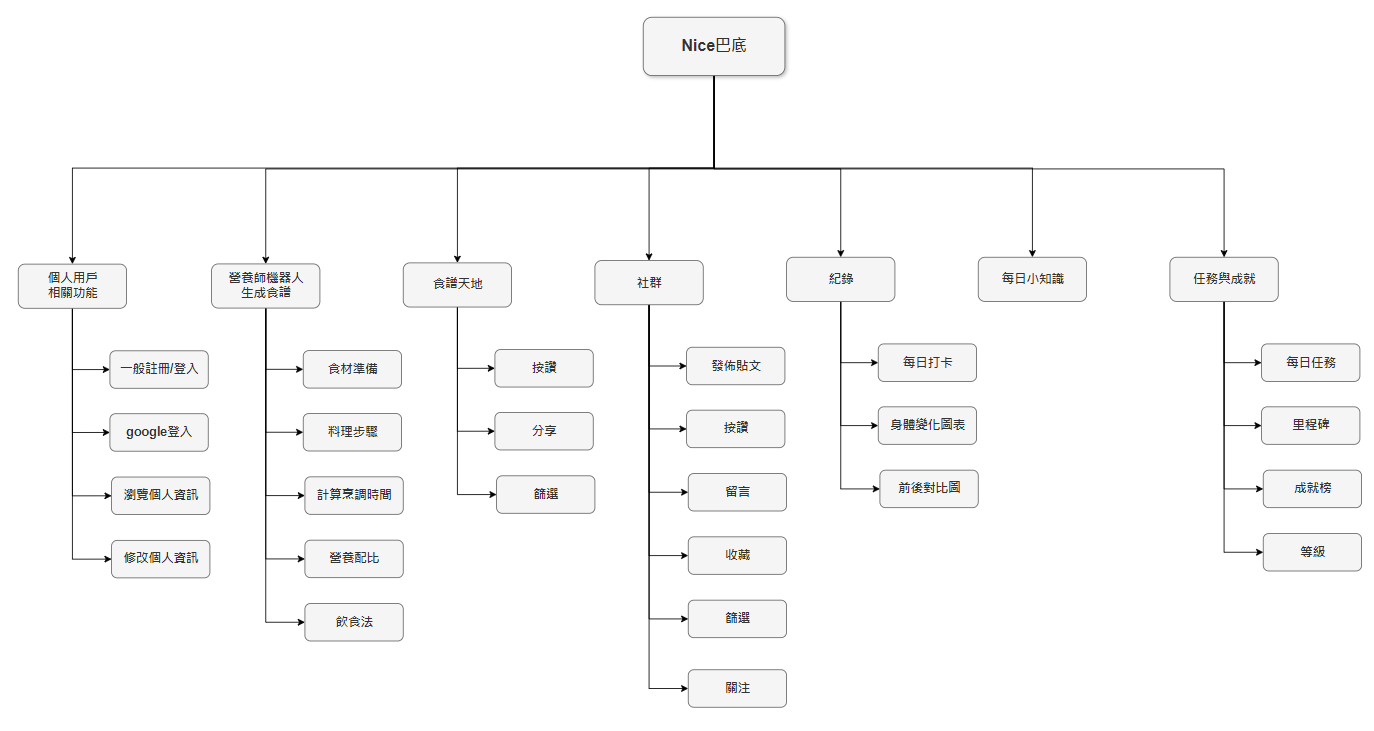 Nice巴底
個人用戶
相關功能
營養師機器人
生成食譜
食譜天地
社群
紀錄
每日小知識
任務與成就
一般註冊/登入
google登入
瀏覽個人資訊
修改個人資訊
食材準備
料理步驟
計算烹調時間
營養配比
飲食法
按讚
分享
篩選
發佈貼文
按讚
留言
收藏
篩選
關注
每日打卡
身體變化圖表
前後對比圖
每日任務
里程碑
成就榜
等級